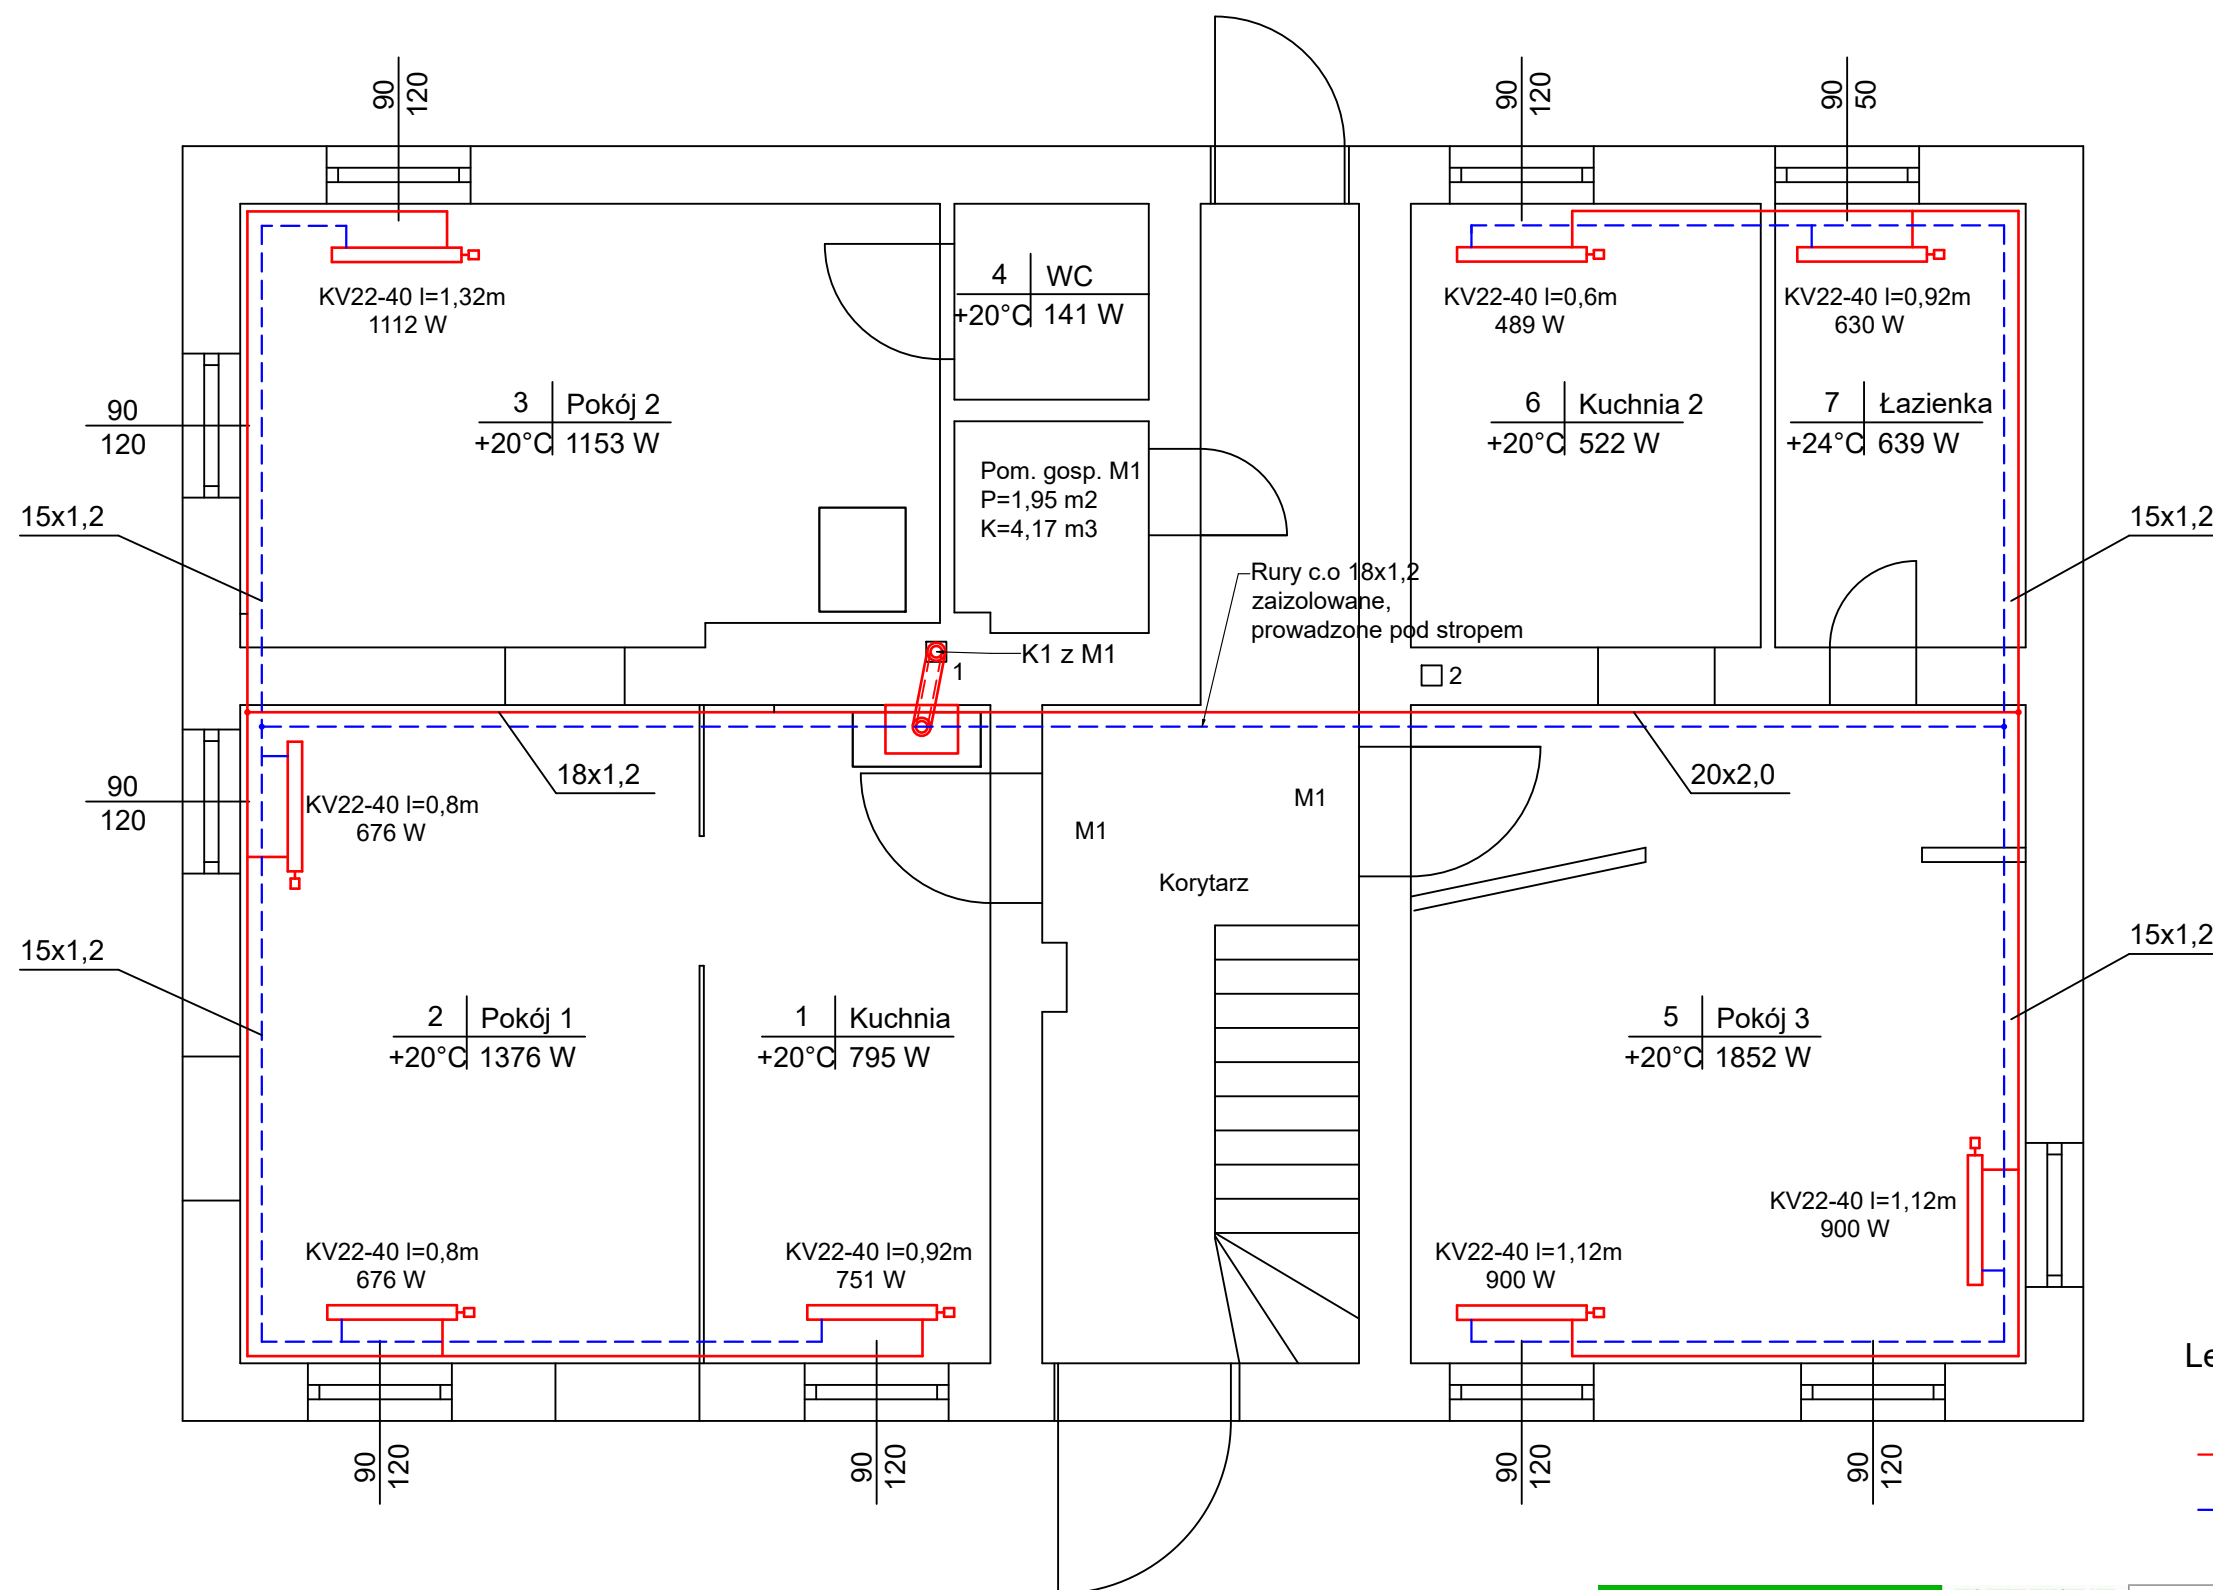 90
120
90
120
90
50
KV22-40 l=1,32m
1112 W
4 WC
+20°C 141 W
KV22-40 l=0,6m
489 W
KV22-40 l=0,92m
630 W
90
120
3 Pokój 2
+20°C 1153 W
6 Kuchnia 2
+20°C 522 W
7 Łazienka
+24°C 639 W
Pom. gosp. M1
P=1,95 m2
K=4,17 m3
15x1,2
15x1,2
Rury c.o 18x1,2
zaizolowane,
prowadzone pod stropem
K1 z M1
1
2
18x1,2
20x2,0
90
120
KV22-40 l=0,8m
676 W
M1
M1
Korytarz
15x1,2
15x1,2
2 Pokój 1
+20°C 1376 W
1 Kuchnia
+20°C 795 W
5 Pokój 3
+20°C 1852 W
KV22-40 l=1,12m
900 W
KV22-40 l=0,8m
676 W
KV22-40 l=0,92m
751 W
KV22-40 l=1,12m
900 W
Le
90
120
90
120
90
120
90
120